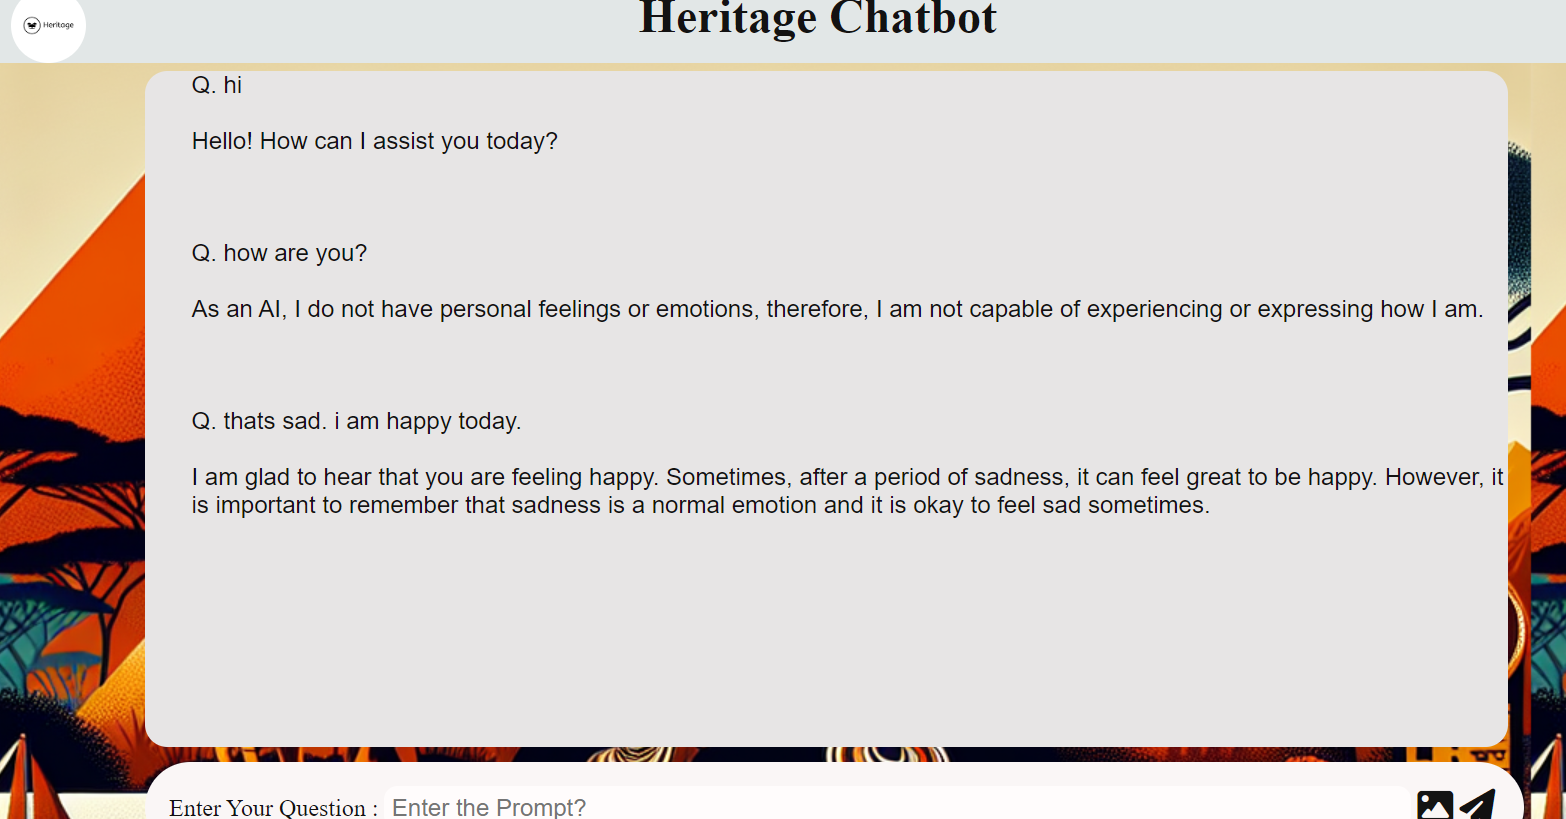 Heritage
Heritage Chatbot
Q. hi
Hello! How can I assist you today?
Q. how are you?
As an AI, I do not have personal feelings or emotions, therefore, I am not capable of experiencing or expressing how I am.
Q. thats sad. i am happy today.
I am glad to hear that you are feeling happy. Sometimes, after a period of sadness, it can feel great to be happy. However, it
is important to remember that sadness is a normal emotion and it is okay to feel sad sometimes.
Enter Your Question : Enter the Prompt?